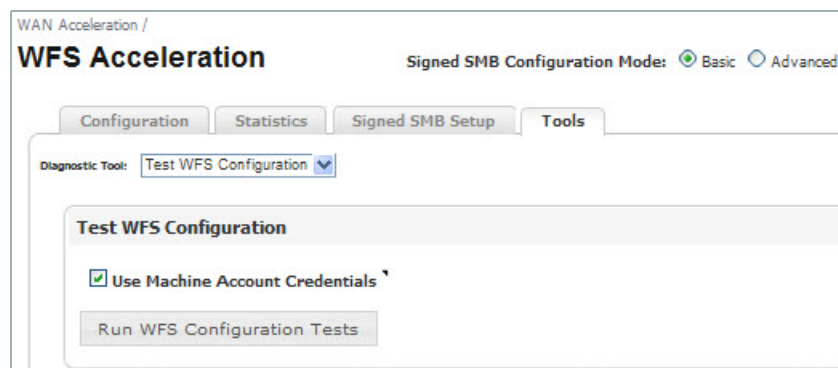 WAN Acceleration /
WFS Acceleration
Signed SMB Configuration Mode: Basic Advanced
Configuration Statistics Signed SMB Setup Tools
Diagnostic Tool: Test WFS Configuration
Test WFS Configuration
Use Machine Account Credentials
Run WFS Configuration Tests